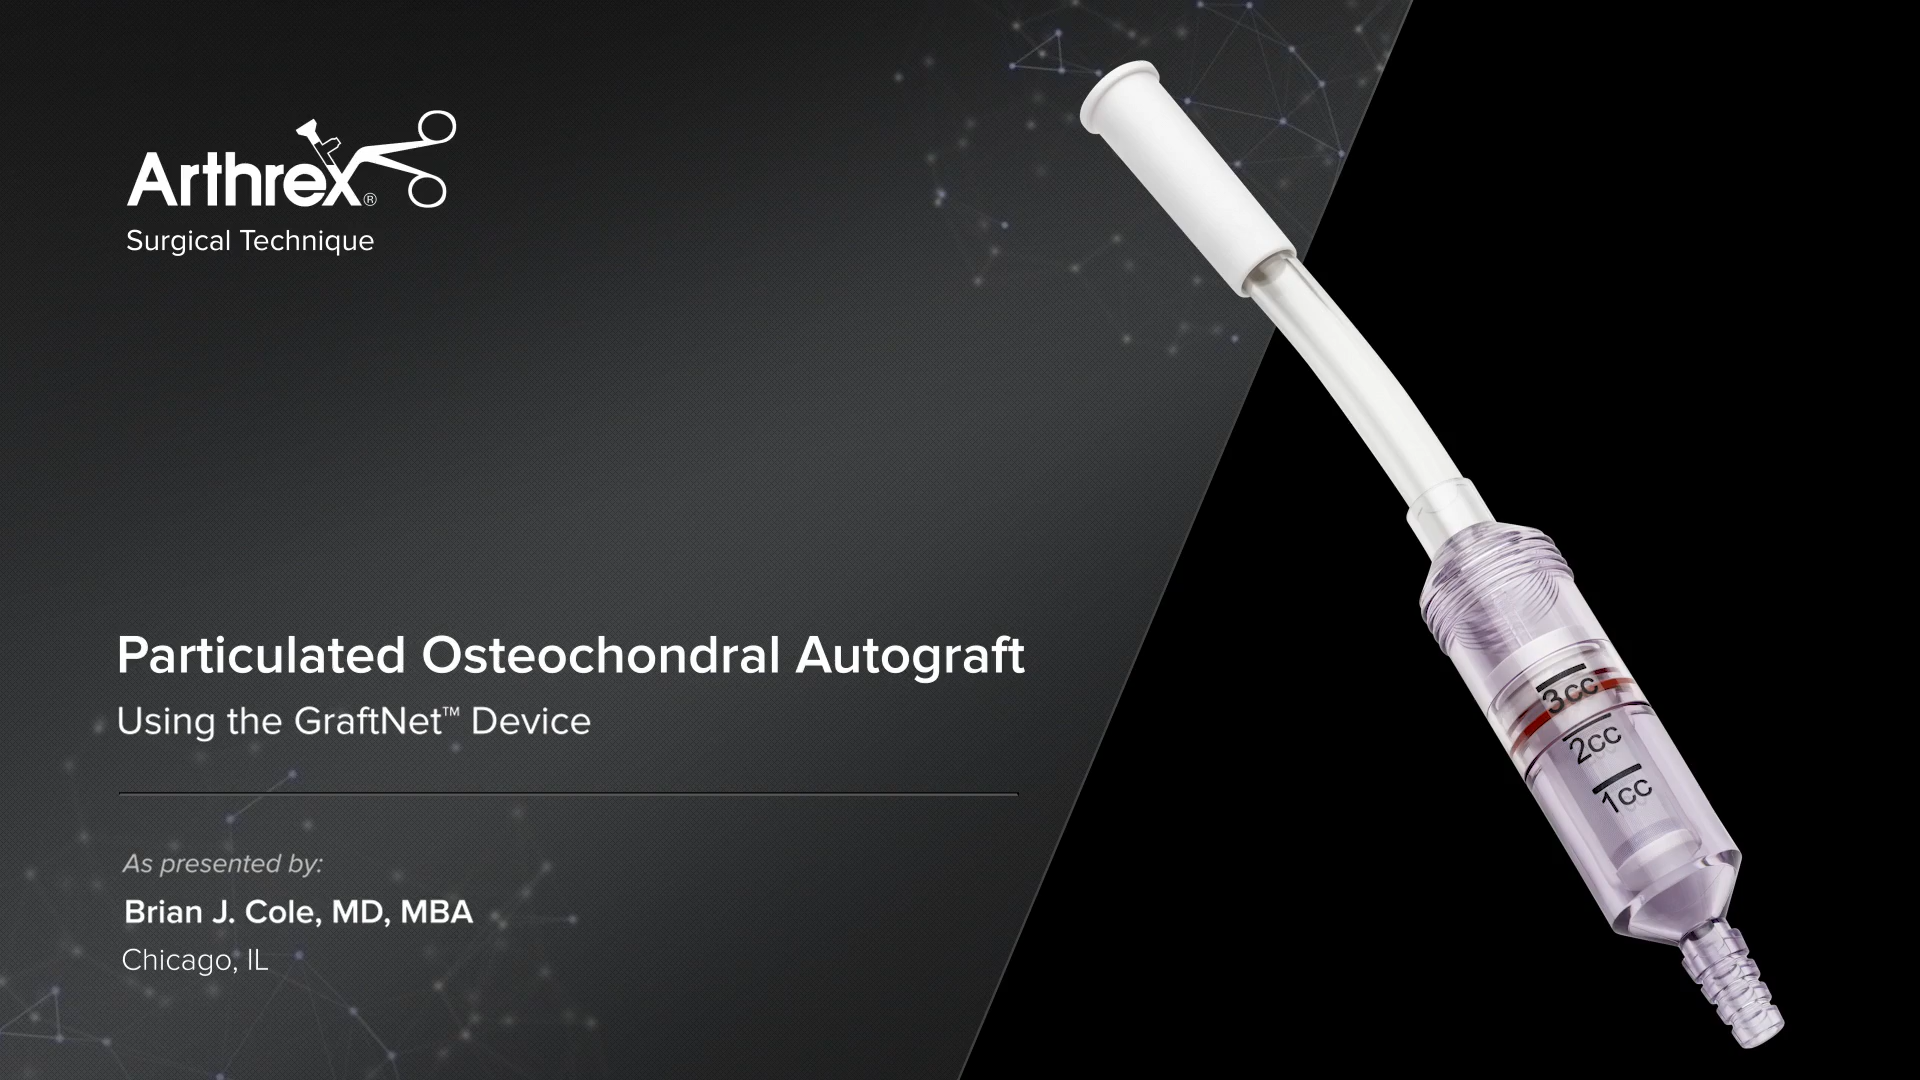 Arthrex®
Surgical Technique
Particulated Osteochondral Autograft
Using the GraftNet™ Device
As presented by:
Brian J. Cole, MD, MBA
Chicago, IL
3cc
2cc
1cc